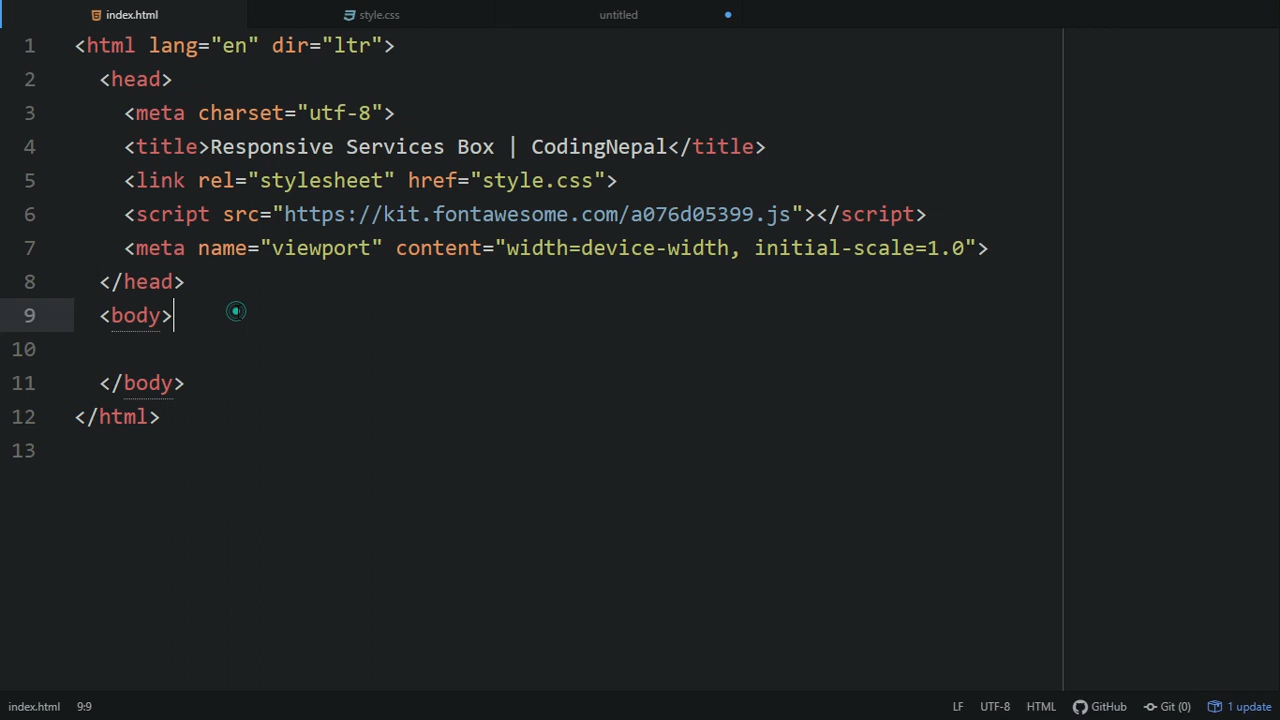 index.html
style.css
untitled
1 <html lang="en" dir="ltr">
2 <head>
3 <meta charset="utf-8">
4 <title>Responsive Services Box | CodingNepal</title>
5 <link rel="stylesheet" href="style.css">
6 <script src="https://kit.fontawesome.com/a076d05399.js"></script>
7 <meta name="viewport" content="width=device-width, initial-scale=1.0">
8 </head>
9 <body>
10
11 </body>
12 </html>
13
index.html 9:9 LF UTF-8 HTML GitHub Git (0) 1 update